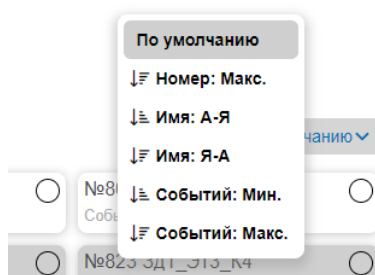 По умолчанию
Номер: Макс.
Имя: А-Я
Имя: Я-А
Событий: Мин.
Событий: Макс.
№823 ЗДТ_ЭТЗ_К4